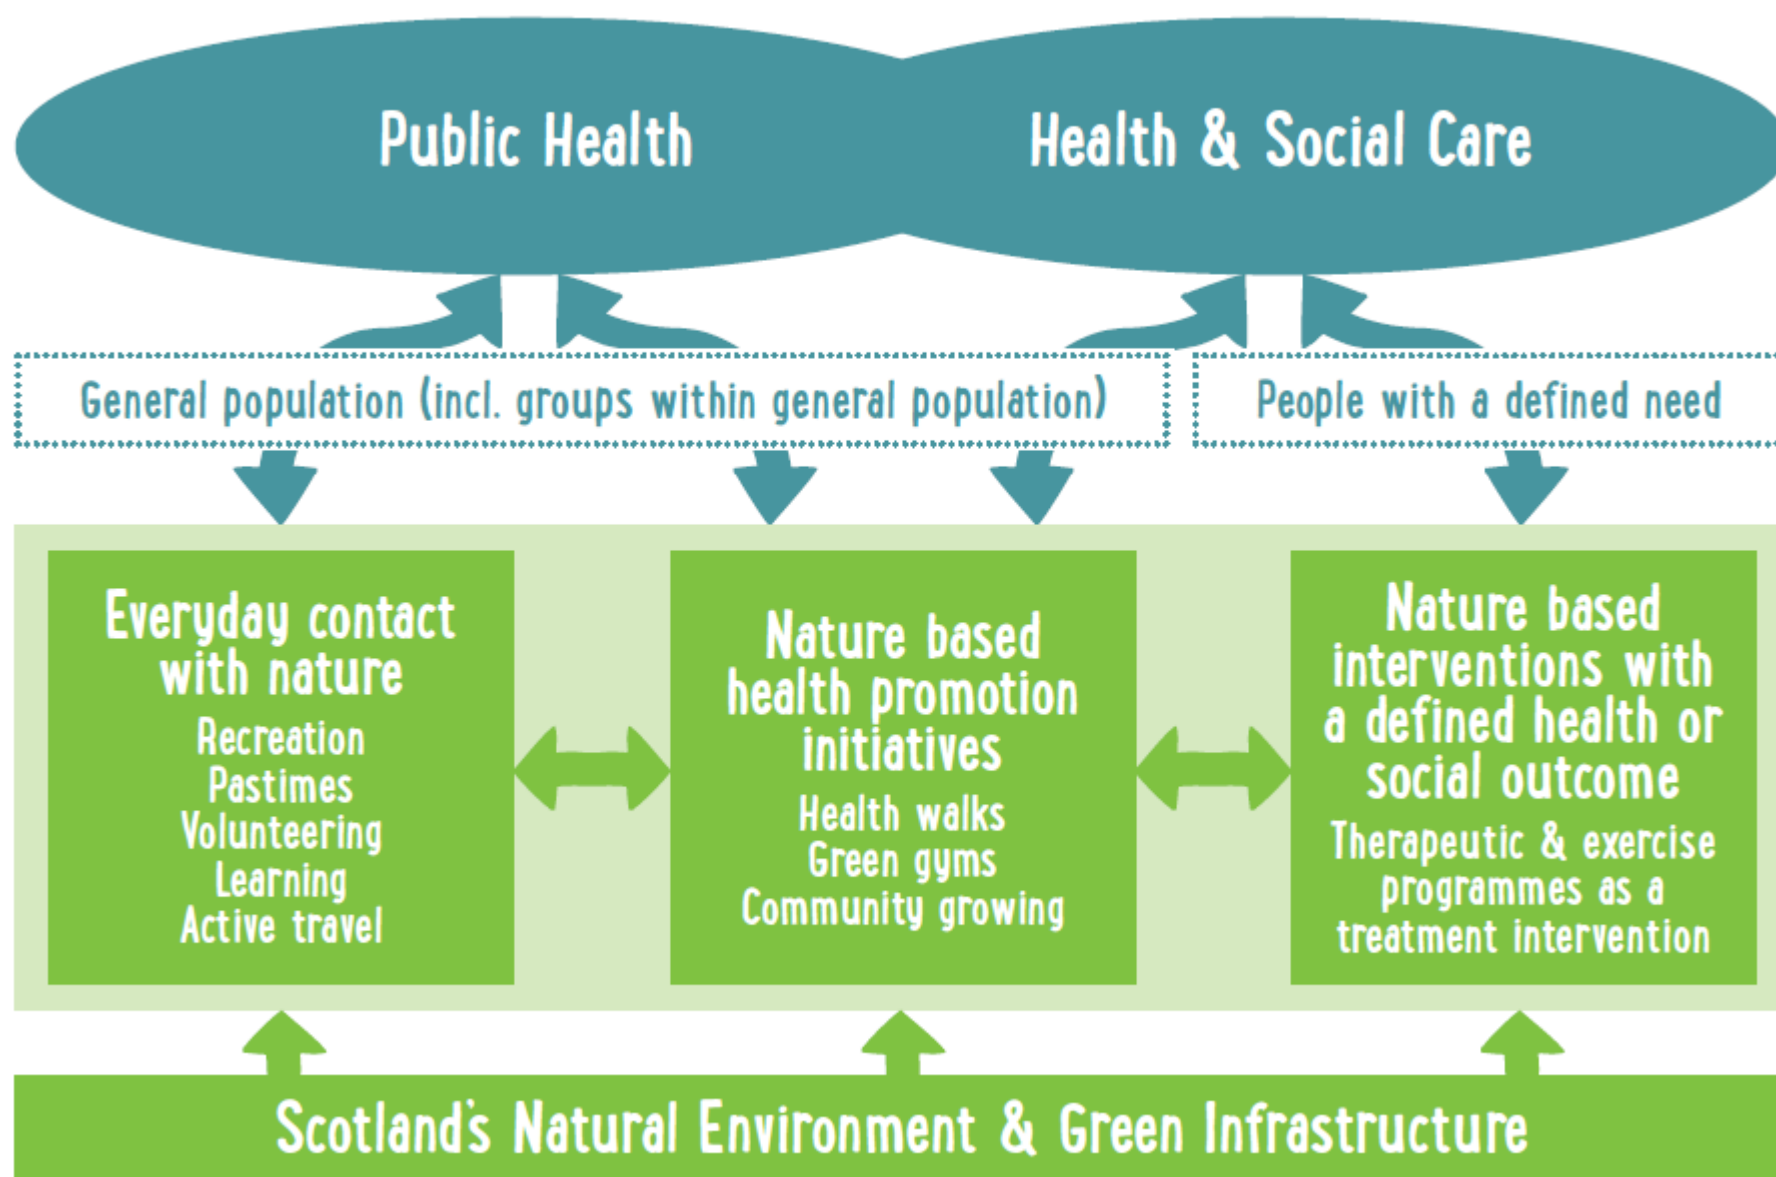 Public Health
Health & Social Care
General population (incl. groups within general population)
People with a defined need
Everyday contact
with nature
Recreation
Pastimes
Volunteering
Learning
Active travel
Nature based
health promotion
initiatives
Health walks
Green gyms
Community growing
Nature based
interventions with
a defined health or
social outcome
Therapeutic & exercise
programmes as a
treatment intervention
Scotland's Natural Environment & Green Infrastructure